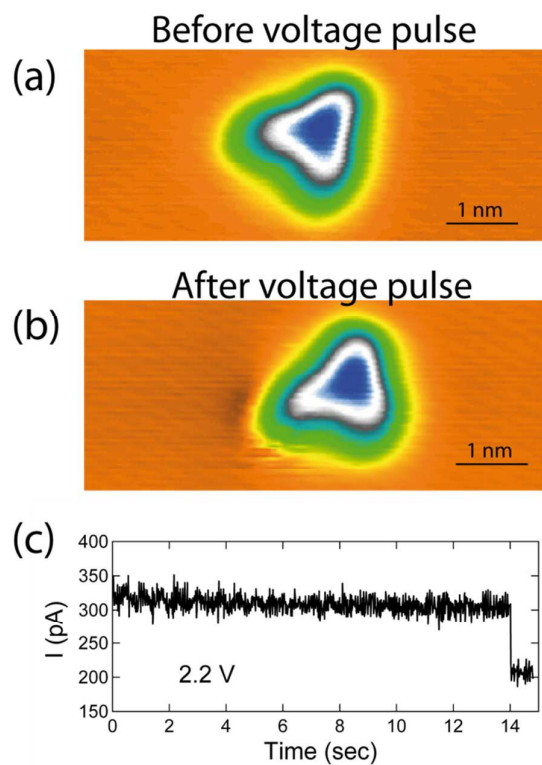 Before voltage pulse
(a)
1 nm
After voltage pulse
(b)
1 nm
(c)
400
350
300
250
200
150
I (pA)
2.2 V
0 2 4 6 8 10 12 14
Time (sec)